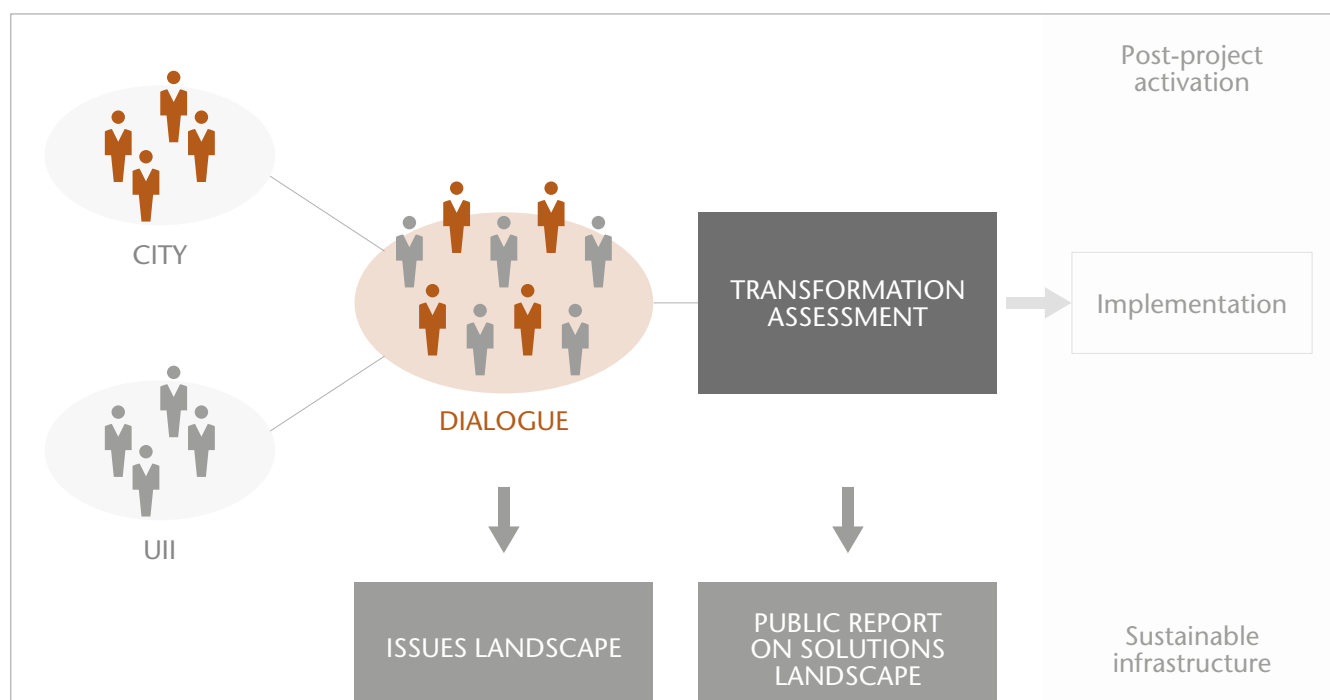 Post-project
activation
CITY
TRANSFORMATION
ASSESSMENT
Implementation
DIALOGUE
UII
ISSUES LANDSCAPE
PUBLIC REPORT
ON SOLUTIONS
LANDSCAPE
Sustainable
infrastructure